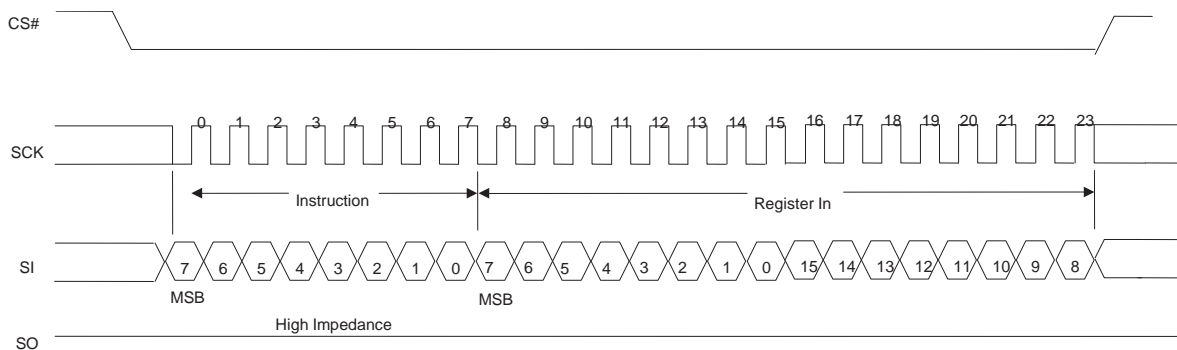 CS#
0 1 2 3 4 5 6 7 8 9 10 11 12 13 14 15 16 17 18 19 20 21 22 23
SCK
Instruction Register In
SI 7 6 5 4 3 2 1 0 7 6 5 4 3 2 1 0 15 14 13 12 11 10 9 8
MSB MSB
High Impedance
SO